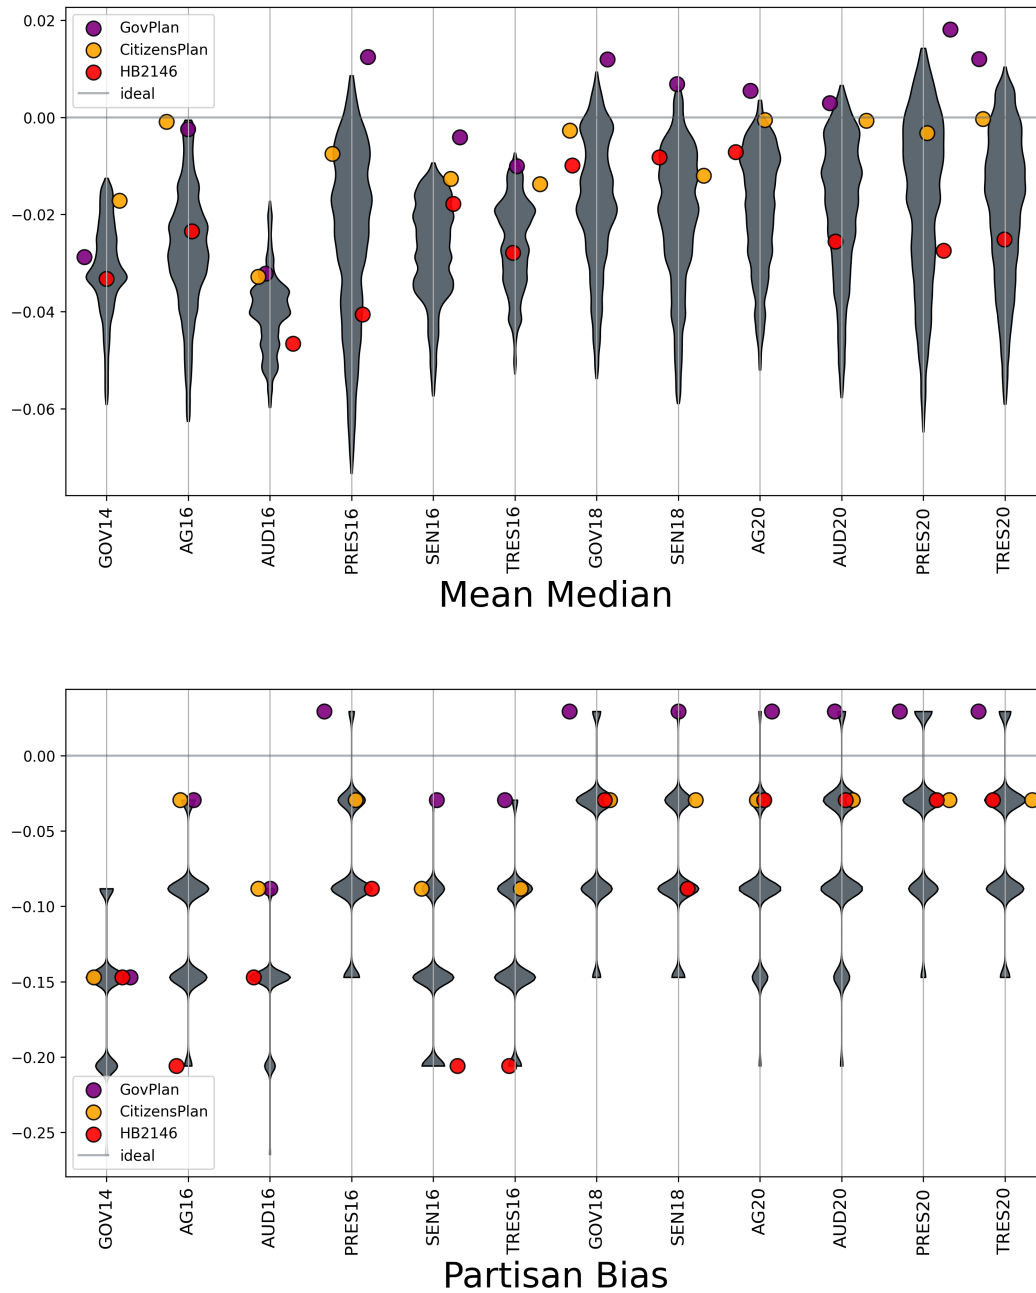 0.02
0.00
−0.02
−0.04
−0.06
GovPlan
CitizensPlan
HB2146
ideal
GOV14
AG16
AUD16
PRES16
SEN16
TRES16
GOV18
SEN18
AG20
AUD20
PRES20
TRES20
Mean Median
0.00
−0.05
−0.10
−0.15
−0.20
−0.25
GovPlan
CitizensPlan
HB2146
ideal
GOV14
AG16
AUD16
PRES16
SEN16
TRES16
GOV18
SEN18
AG20
AUD20
PRES20
TRES20
Partisan Bias